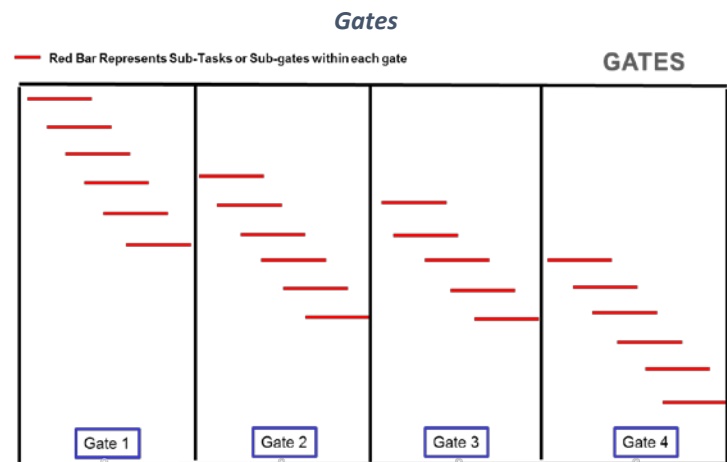 Gates
Red Bar Represents Sub-Tasks or Sub-gates within each gate
GATES
Gate 1
Gate 2
Gate 3
Gate 4